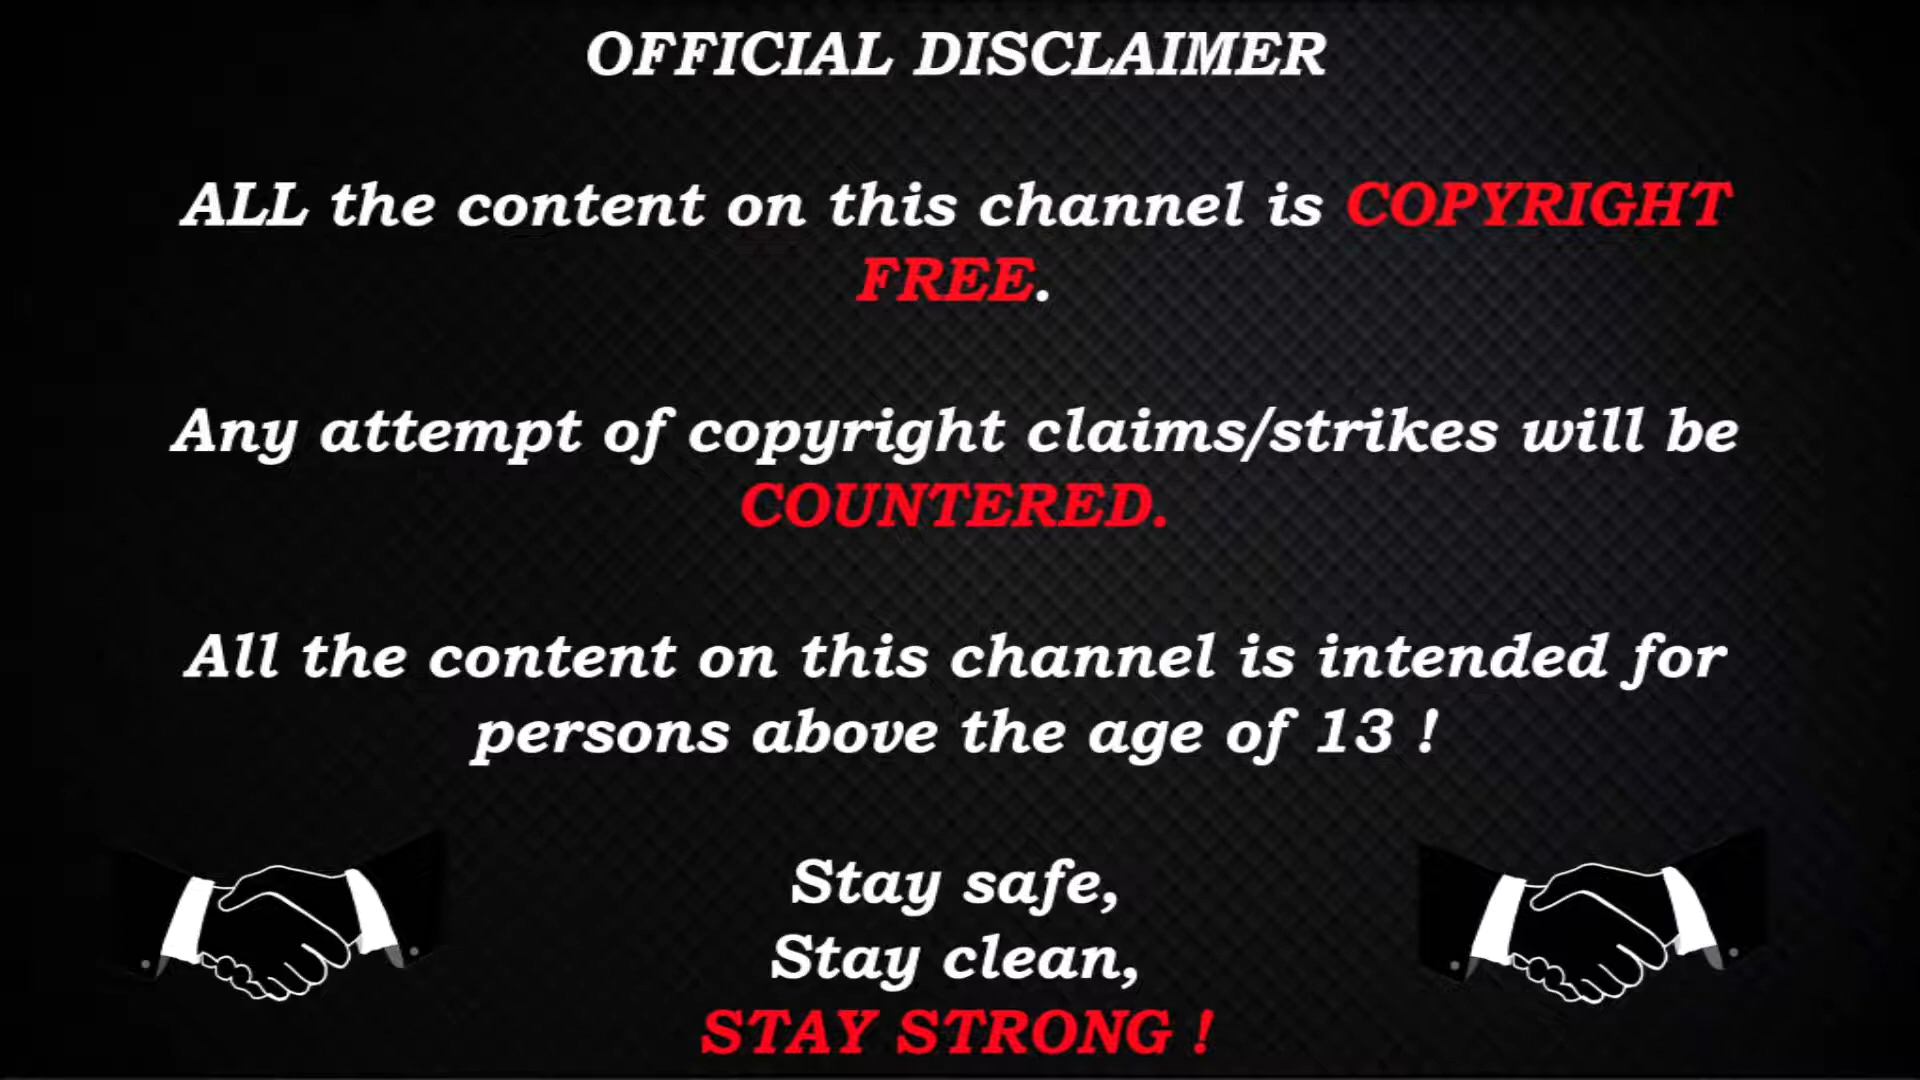 OFFICIAL DISCLAIMER
ALL the content on this channel is COPYRIGHT
FREE.
Any attempt of copyright claims/strikes will be
COUNTERED.
All the content on this channel is intended for
persons above the age of 13 !
Stay safe,
Stay clean,
STAY STRONG !